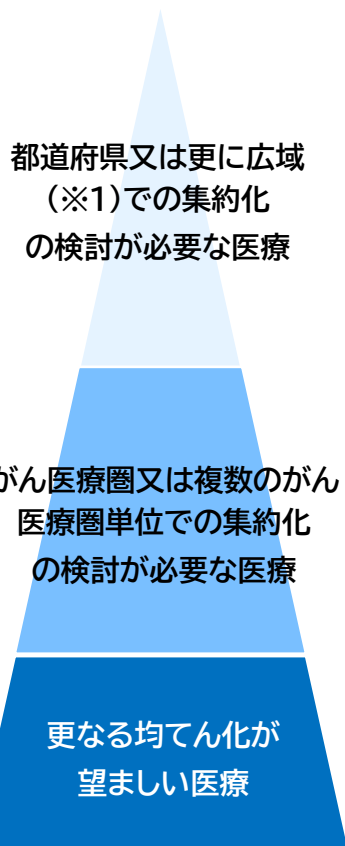 都道府県又は更に広域
(※1)での集約化
の検討が必要な医療
がん医療圏又は複数のがん
医療圏単位での集約化
の検討が必要な医療
更なる均てん化が
望ましい医療